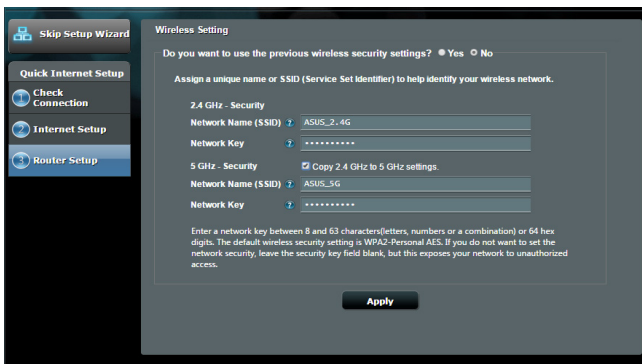 Skip Setup Wizard
Quick Internet Setup
1 Check Connection
2 Internet Setup
3 Router Setup
Wireless Setting
Do you want to use the previous wireless security settings? Yes No
Assign a unique name or SSID (Service Set Identifier) to help identify your wireless network.
2.4 GHz - Security
Network Name (SSID) ? ASUS_2.4G
Network Key ? ••••••••••
5 GHz - Security Copy 2.4 GHz to 5 GHz settings.
Network Name (SSID) ? ASUS_5G
Network Key ? ••••••••••
Enter a network key between 8 and 63 characters(letters, numbers or a combination) or 64 hex
digits. The default wireless security setting is WPA2-Personal AES. If you do not want to set the
network security, leave the security key field blank, but this exposes your network to unauthorized
access.
Apply